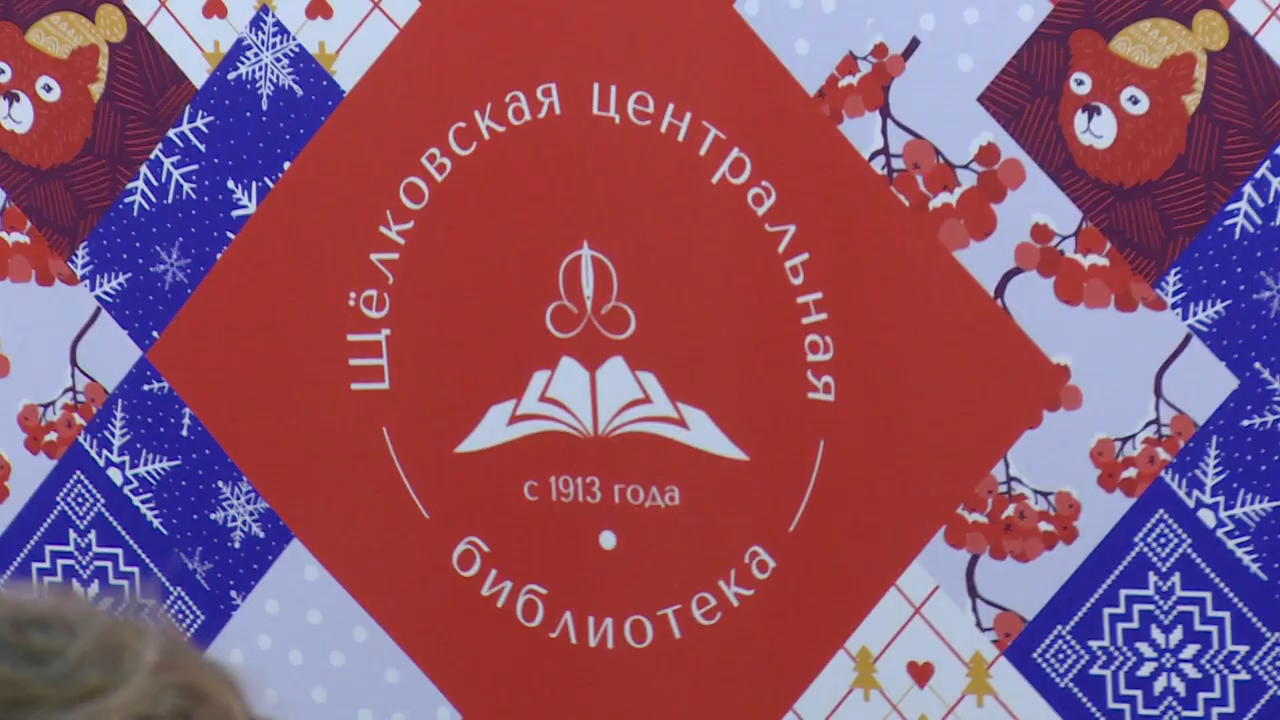 Щёлковская центральная
с 1913 года
библиотека